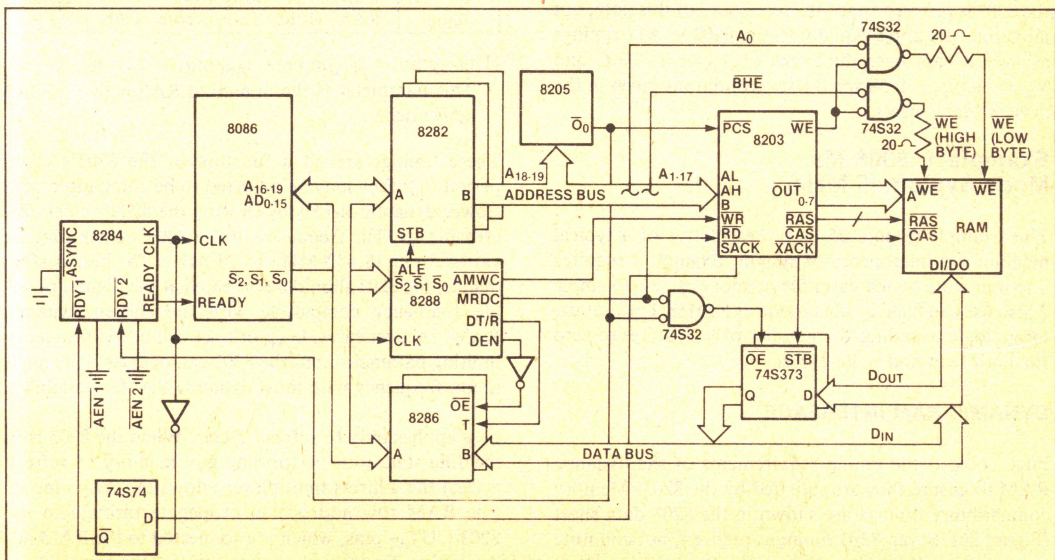 74S32
A0
20
8086
8282
8205
BHE
Ō0
PCS WE
8203
74S32
20
WE
(HIGH
BYTE)
WE
(LOW
BYTE)
A16-19
AD0-15
A
B
A18-19
ADDRESS BUS
A1-17
AL
AH
B
OUT
0-7
WE WE
A
RAM
8284
ASYNC
RDY 1
RDY 2
CLK
READY
CLK
READY
STB
WR
RD
SACK
RAS
CAS
XACK
RAS
CAS
DI/DO
S2, S1, S0
ALE
S2 S1 S0
8288
AMWC
MRDC
DT/R
DEN
CLK
74S32
OE STB
74S373
Q
D
DOUT
DIN
AEN 1
AEN 2
8286
OE
T
A
B
DATA BUS
74S74
D
Q